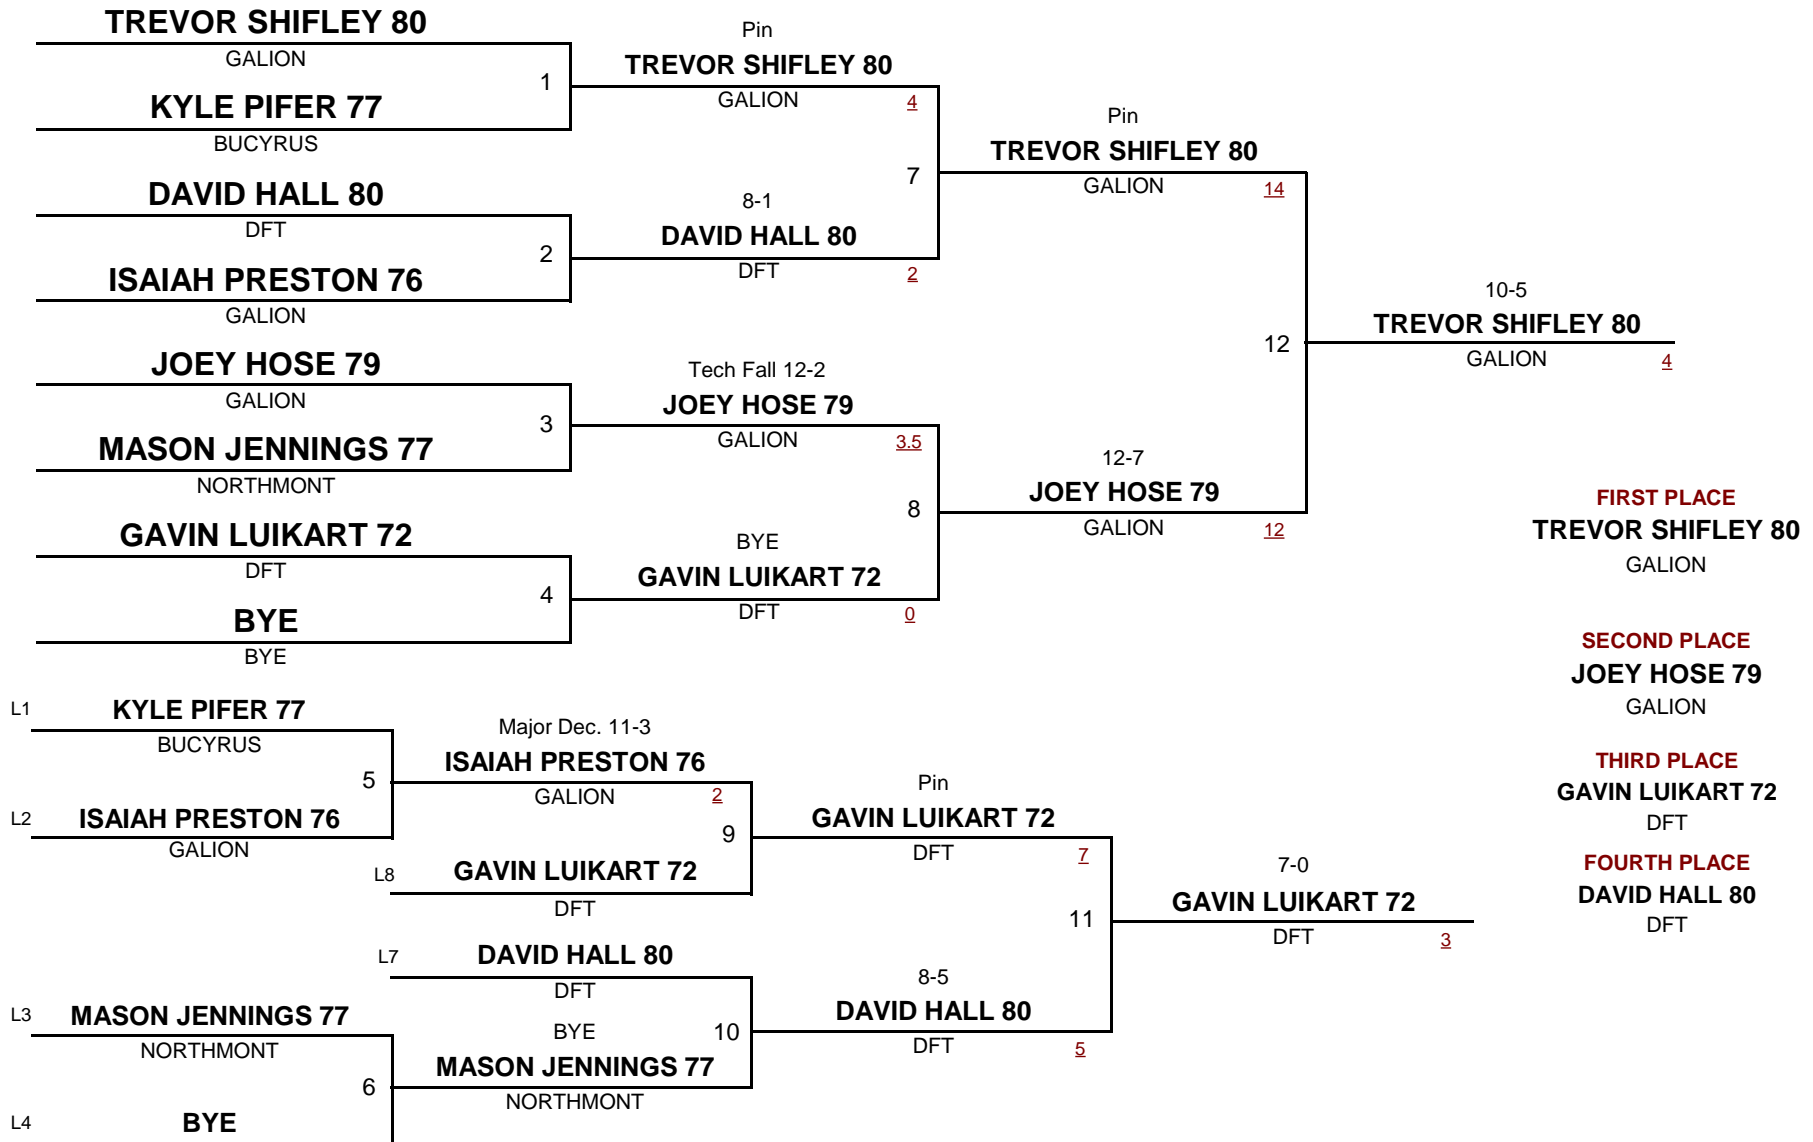 TREVOR SHIFLEY 80
GALION
1
KYLE PIFER 77
BUCYRUS
Pin
TREVOR SHIFLEY 80
GALION
4
DAVID HALL 80
DFT
2
ISAIAH PRESTON 76
GALION
8-1
DAVID HALL 80
DFT
2
7
Pin
TREVOR SHIFLEY 80
GALION
14
JOEY HOSE 79
GALION
3
MASON JENNINGS 77
NORTHMONT
Tech Fall 12-2
JOEY HOSE 79
GALION
3.5
GAVIN LUIKART 72
DFT
4
BYE
BYE
BYE
GAVIN LUIKART 72
DFT
0
8
12-7
JOEY HOSE 79
GALION
12
12
10-5
TREVOR SHIFLEY 80
GALION
4
FIRST PLACE
TREVOR SHIFLEY 80
GALION
SECOND PLACE
JOEY HOSE 79
GALION
THIRD PLACE
GAVIN LUIKART 72
DFT
FOURTH PLACE
DAVID HALL 80
DFT
L1
KYLE PIFER 77
BUCYRUS
5
L2
ISAIAH PRESTON 76
GALION
Major Dec. 11-3
ISAIAH PRESTON 76
GALION
2
9
L8
GAVIN LUIKART 72
DFT
Pin
GAVIN LUIKART 72
DFT
7
L7
DAVID HALL 80
DFT
L3
MASON JENNINGS 77
NORTHMONT
6
L4
BYE
BYE
10
MASON JENNINGS 77
NORTHMONT
8-5
DAVID HALL 80
DFT
5
11
7-0
GAVIN LUIKART 72
DFT
3